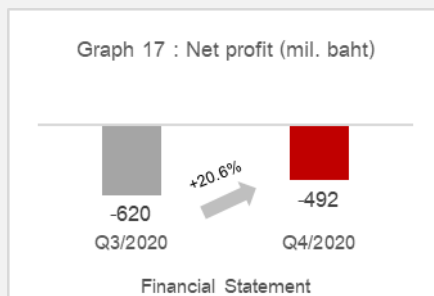 Graph 17 : Net profit (mil. baht)
+20.6%
-620
-492
Q3/2020
Q4/2020
Financial Statement